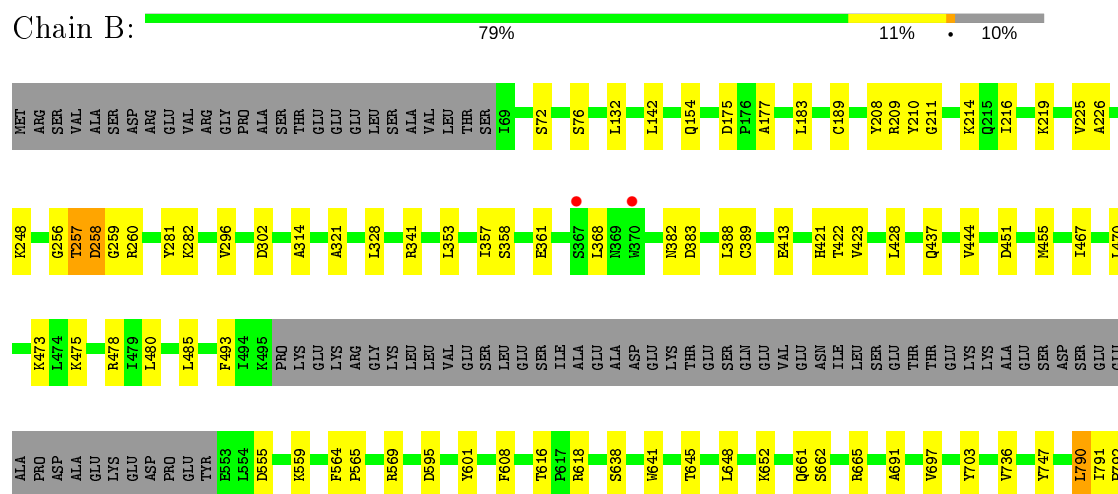 Chain B:
79% 11% • 10%
MET ARG SER VAL ALA SER ASP ARG GLU VAL ARG GLY PRO ALA SER THR GLU GLU GLU LEU SER ALA VAL LEU THR SER I69 S72 S76 L132 L142 Q154 D175 P176 A177 L183 C189 Y208 R209 Y210 G211 K214 Q215 I216 K219 V225 A226
K248 G256 T257 D258 G259 R260 Y281 K282 V296 D302 A314 A321 L328 R341 L353 I357 S358 E361 S367 L368 N369 W370 N382 D383 L388 C389 E413 H421 T422 V423 L428 Q437 V444 D451 M455 I467
K473 L474 K475 R478 I479 L480 L485 F493 I494 K495 PRO LYS GLU LYS ARG GLY LYS LEU LEU VAL GLU SER LEU GLU SER ILE ALA GLU ALA ASP GLU LYS THR GLU SER GLN GLU VAL GLU ASN ILE LEU SER GLU THR THR GLU LYS LYS ALA GLU SER ASP SER GLU
ALA PRO ASP ALA GLU LYS GLU ASP PRO GLU TYR E553 L554 D555 K559 F564 P565 R569 D595 Y601 F608 T616 P617 R618 S638 W641 T645 L648 K652 Q661 S662 R665 A691 V697 Y703 V736 Y747 L790 I791